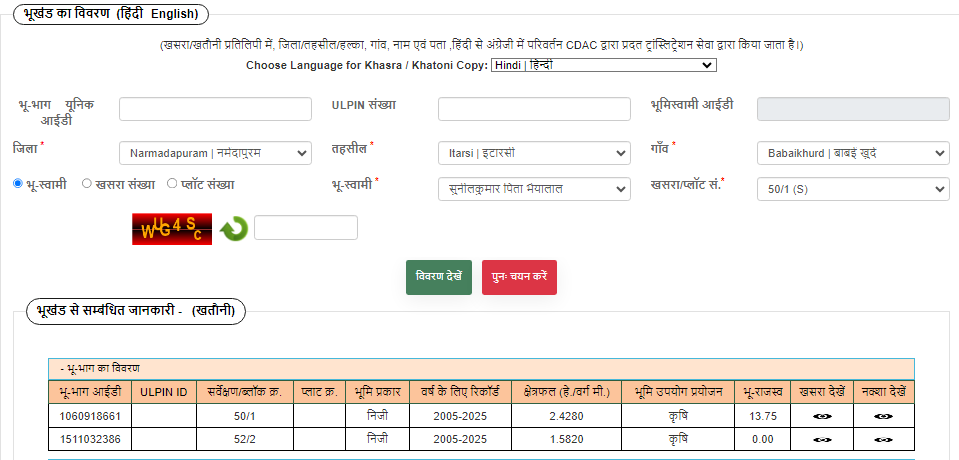 भूखंड का विवरण (हिंदी English)
(खसरा/खतौनी प्रतिलिपी में, जिला/तहसील/हल्का, गांव, नाम एवं पता ,हिंदी से अंग्रेजी में परिवर्तन CDAC द्वारा प्रदत ट्रांस्लिट्रेशन सेवा द्वारा किया जाता है।)
Choose Language for Khasra / Khatoni Copy: Hindi | हिन्दी
भू-भाग यूनिक आईडी ULPIN संख्या भूमिस्वामी आईडी
जिला * Narmadapuram | नर्मदापुरम तहसील * Itarsi | इटारसी गाँव * Babaikhurd | बाबई खुर्द
भू-स्वामी खसरा संख्या प्लॉट संख्या भू-स्वामी * सुनीलकुमार पिता भैयालाल खसरा/प्लॉट सं.* 50/1 (S)
WUG4SC
विवरण देखें पुनः चयन करें
भूखंड से सम्बंधित जानकारी - (खतौनी)
- भू-भाग का विवरण
भू-भाग आईडी ULPIN ID सर्वेक्षण/ब्लॉक क्र. प्लाट क्र. भूमि प्रकार वर्ष के लिए रिकॉर्ड क्षेत्रफल (हे./वर्ग मी.) भूमि उपयोग प्रयोजन भू-राजस्व खसरा देखें नक्शा देखें
1060918661 50/1 निजी 2005-2025 2.4280 कृषि 13.75
1511032386 52/2 निजी 2005-2025 1.5820 कृषि 0.00